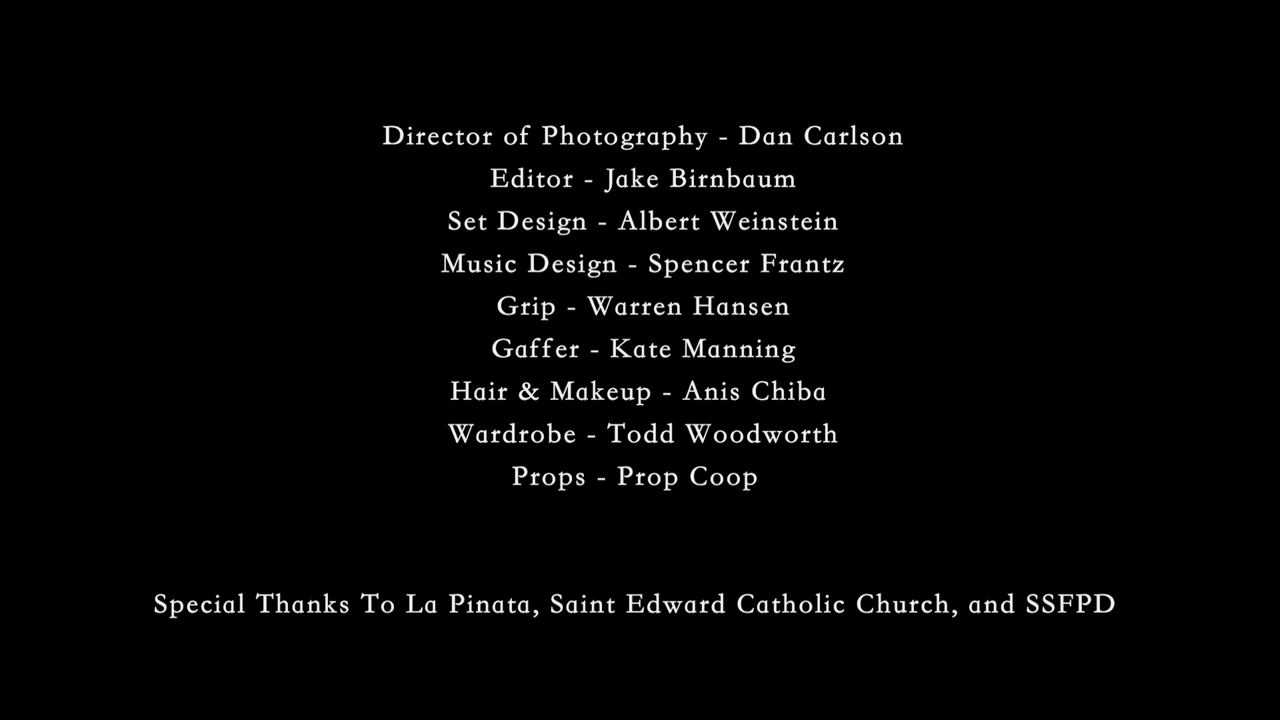 Director of Photography - Dan Carlson
Editor - Jake Birnbaum
Set Design - Albert Weinstein
Music Design - Spencer Frantz
Grip - Warren Hansen
Gaffer - Kate Manning
Hair & Makeup - Anis Chiba
Wardrobe - Todd Woodworth
Props - Prop Coop
Special Thanks To La Pinata, Saint Edward Catholic Church, and SSFPD